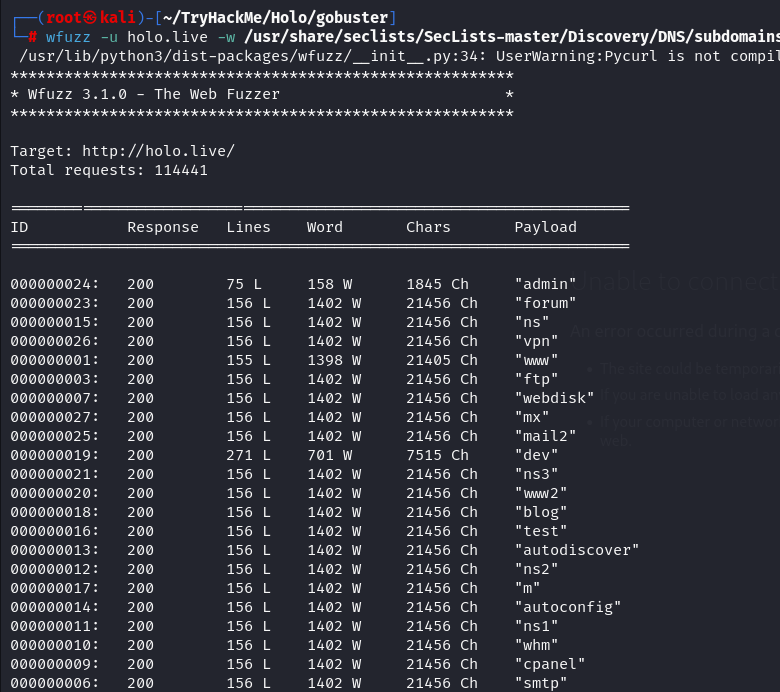 ┌──(root㉿kali)-[~/TryHackMe/Holo/gobuster]
└─# wfuzz -u holo.live -w /usr/share/seclists/SecLists-master/Discovery/DNS/subdomains
/usr/lib/python3/dist-packages/wfuzz/__init__.py:34: UserWarning:Pycurl is not compil
********************************************************
* Wfuzz 3.1.0 - The Web Fuzzer                         *
********************************************************
Target: http://holo.live/
Total requests: 114441
=====================================================================
ID           Response   Lines    Word       Chars       Payload
=====================================================================
000000024:   200        75 L     158 W      1845 Ch     "admin"
000000023:   200        156 L    1402 W     21456 Ch    "forum"
000000015:   200        156 L    1402 W     21456 Ch    "ns"
000000026:   200        156 L    1402 W     21456 Ch    "vpn"
000000001:   200        155 L    1398 W     21405 Ch    "www"
000000003:   200        156 L    1402 W     21456 Ch    "ftp"
000000007:   200        156 L    1402 W     21456 Ch    "webdisk"
000000027:   200        156 L    1402 W     21456 Ch    "mx"
000000025:   200        156 L    1402 W     21456 Ch    "mail2"
000000019:   200        271 L    701 W      7515 Ch     "dev"
000000021:   200        156 L    1402 W     21456 Ch    "ns3"
000000020:   200        156 L    1402 W     21456 Ch    "www2"
000000018:   200        156 L    1402 W     21456 Ch    "blog"
000000016:   200        156 L    1402 W     21456 Ch    "test"
000000013:   200        156 L    1402 W     21456 Ch    "autodiscover"
000000012:   200        156 L    1402 W     21456 Ch    "ns2"
000000017:   200        156 L    1402 W     21456 Ch    "m"
000000014:   200        156 L    1402 W     21456 Ch    "autoconfig"
000000011:   200        156 L    1402 W     21456 Ch    "ns1"
000000010:   200        156 L    1402 W     21456 Ch    "whm"
000000009:   200        156 L    1402 W     21456 Ch    "cpanel"
000000006:   200        156 L    1402 W     21456 Ch    "smtp"
Unable to connect
An error occurred during a c
• The site could be tempora
• If you are unable to load an
• If your computer or networ
web.